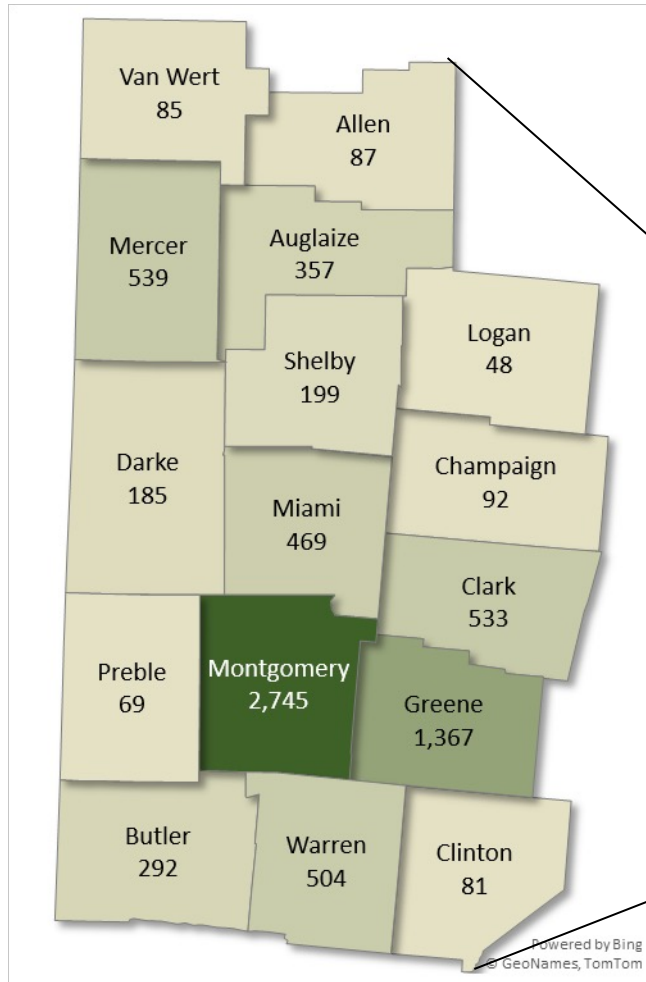 Van Wert
85
Allen
87
Mercer
539
Auglaize
357
Logan
48
Shelby
199
Darke
185
Champaign
92
Miami
469
Clark
533
Preble
69
Montgomery
2,745
Greene
1,367
Butler
292
Warren
504
Clinton
81
Powered by Bing
© GeoNames, TomTom